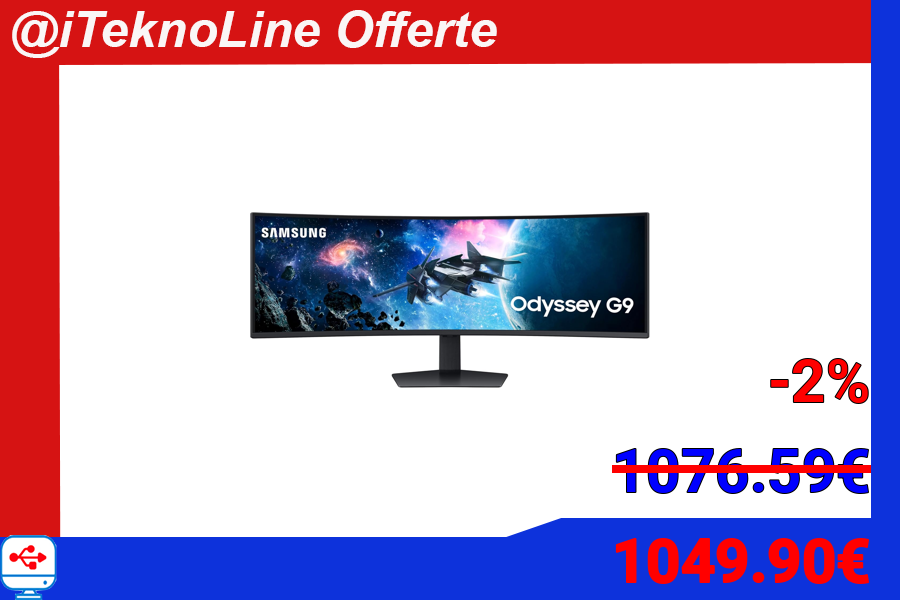 @iTeknoLine Offerte
SAMSUNG
Odyssey G9
-2%
1076.59€
1049.90€